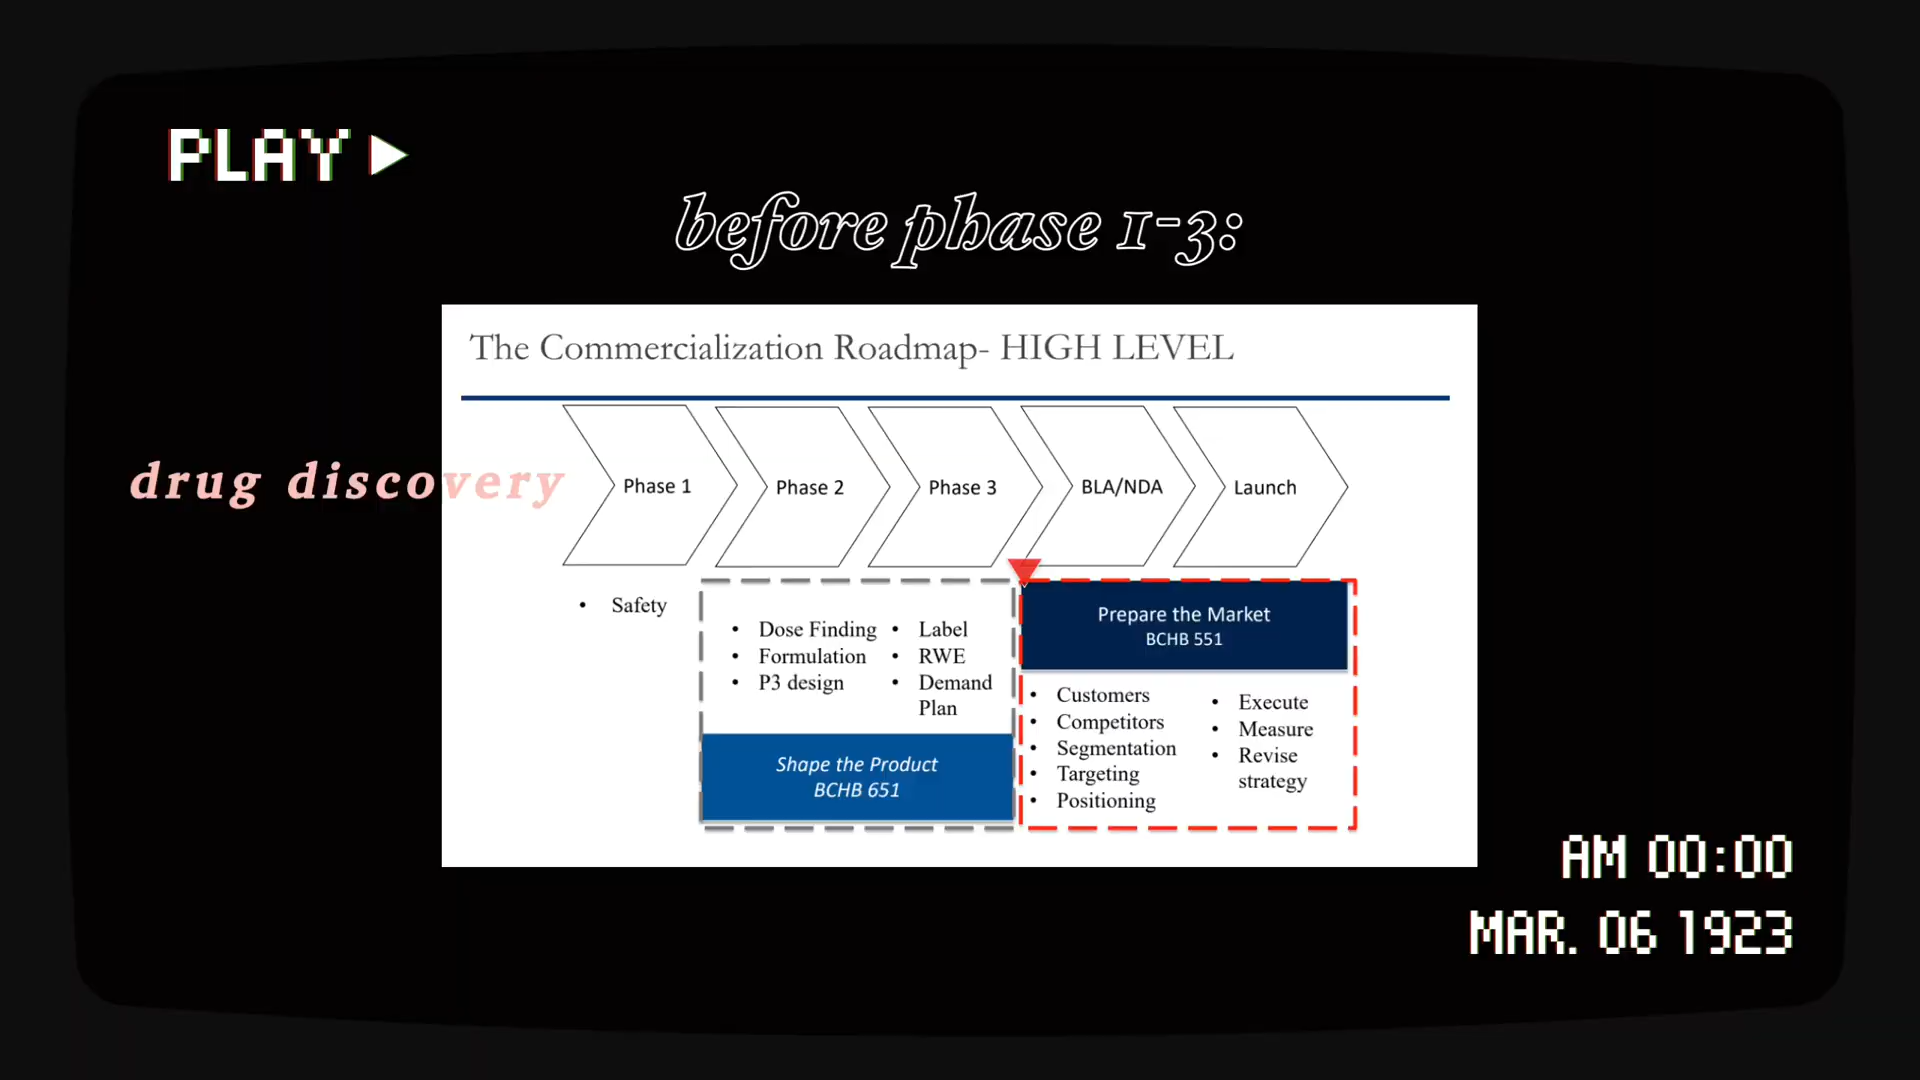 PLAY
before phase 1-3:
The Commercialization Roadmap- HIGH LEVEL
drug discovery
Phase 1
Phase 2
Phase 3
BLA/NDA
Launch
• Safety
• Dose Finding
• Formulation
• P3 design
• Label
• RWE
• Demand
Plan
Shape the Product
BCHB 651
Prepare the Market
BCHB 551
• Customers
• Competitors
• Segmentation
• Targeting
• Positioning
• Execute
• Measure
• Revise
strategy
AM 00:00
MAR. 06 1923